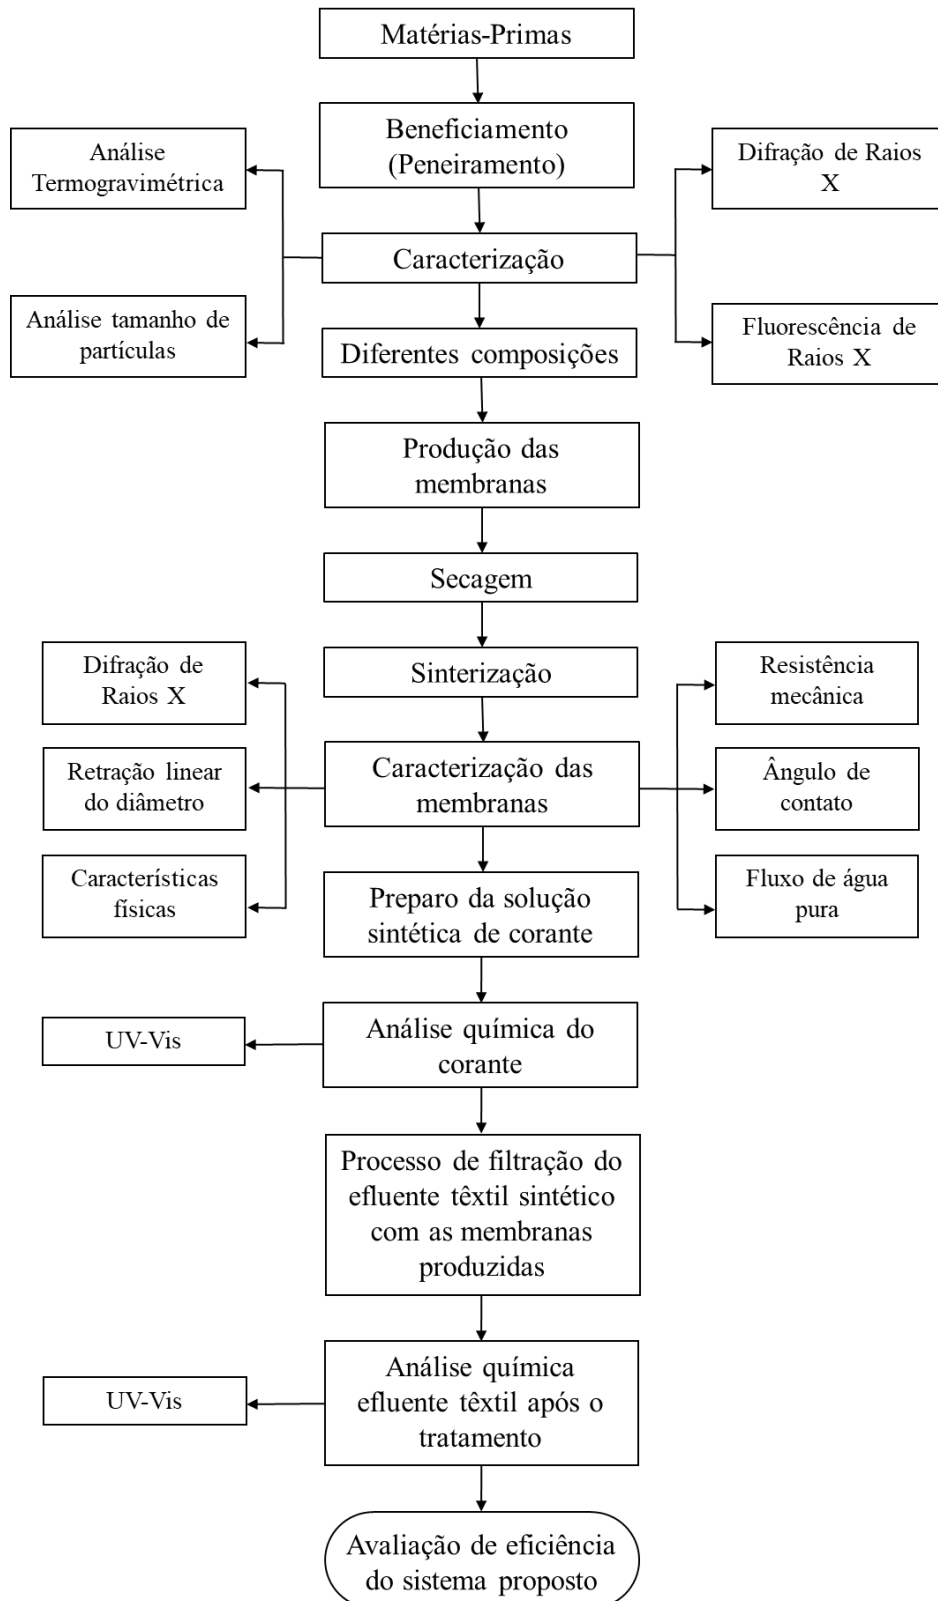 Matérias-Primas
Beneficiamento
(Peneiramento)
Análise
Termogravimétrica
Difração de Raios
X
Caracterização
Análise tamanho de
partículas
Fluorescência de
Raios X
Diferentes composições
Produção das
membranas
Secagem
Sinterização
Difração de
Raios X
Resistência
mecânica
Retração linear
do diâmetro
Caracterização das
membranas
Ângulo de
contato
Características
físicas
Fluxo de água
pura
Preparo da solução
sintética de corante
UV-Vis
Análise química do
corante
Processo de filtração do
efluente têxtil sintético
com as membranas
produzidas
UV-Vis
Análise química
efluente têxtil após o
tratamento
Avaliação de eficiência
do sistema proposto